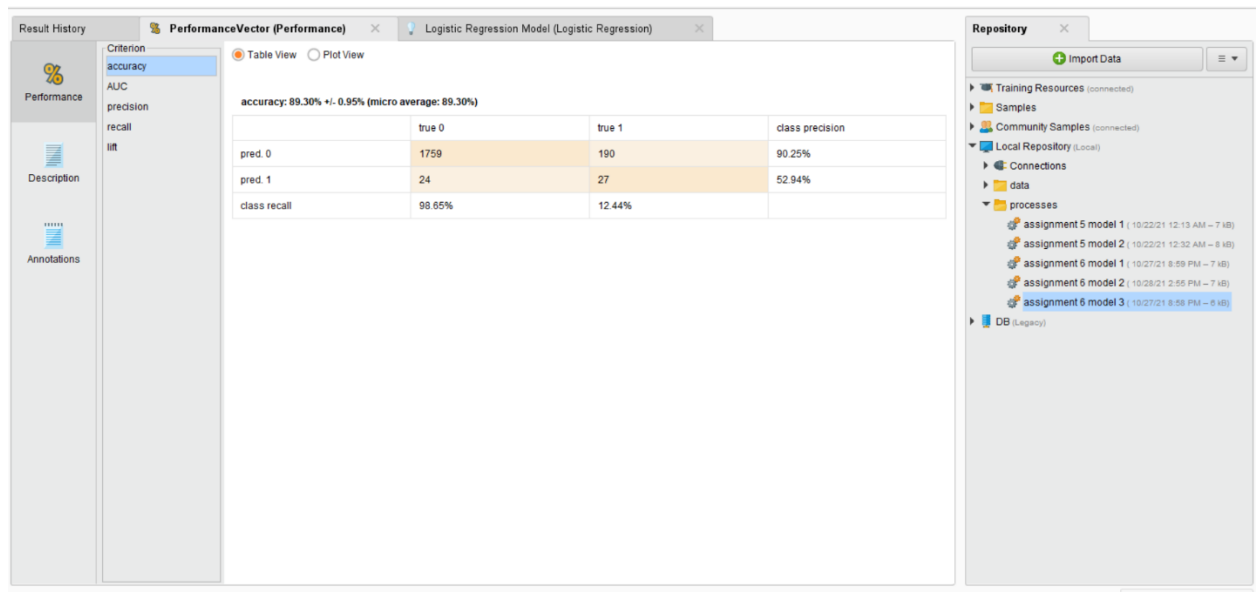 Result History
% PerformanceVector (Performance)
Logistic Regression Model (Logistic Regression)
%
Performance
Description
Annotations
Criterion
accuracy
AUC
precision
recall
lift
Table View Plot View
accuracy: 89.30% +/- 0.95% (micro average: 89.30%)
true 0 true 1 class precision
pred. 0 1759 190 90.25%
pred. 1 24 27 52.94%
class recall 98.65% 12.44%
Repository
Import Data
Training Resources (connected)
Samples
Community Samples (connected)
Local Repository (Local)
Connections
data
processes
assignment 5 model 1 ( 10/22/21 12:13 AM – 7 kB)
assignment 5 model 2 ( 10/22/21 12:32 AM – 8 kB)
assignment 6 model 1 ( 10/27/21 8:59 PM – 7 kB)
assignment 6 model 2 ( 10/28/21 2:55 PM – 7 kB)
assignment 6 model 3 ( 10/27/21 8:58 PM – 6 kB)
DB (Legacy)